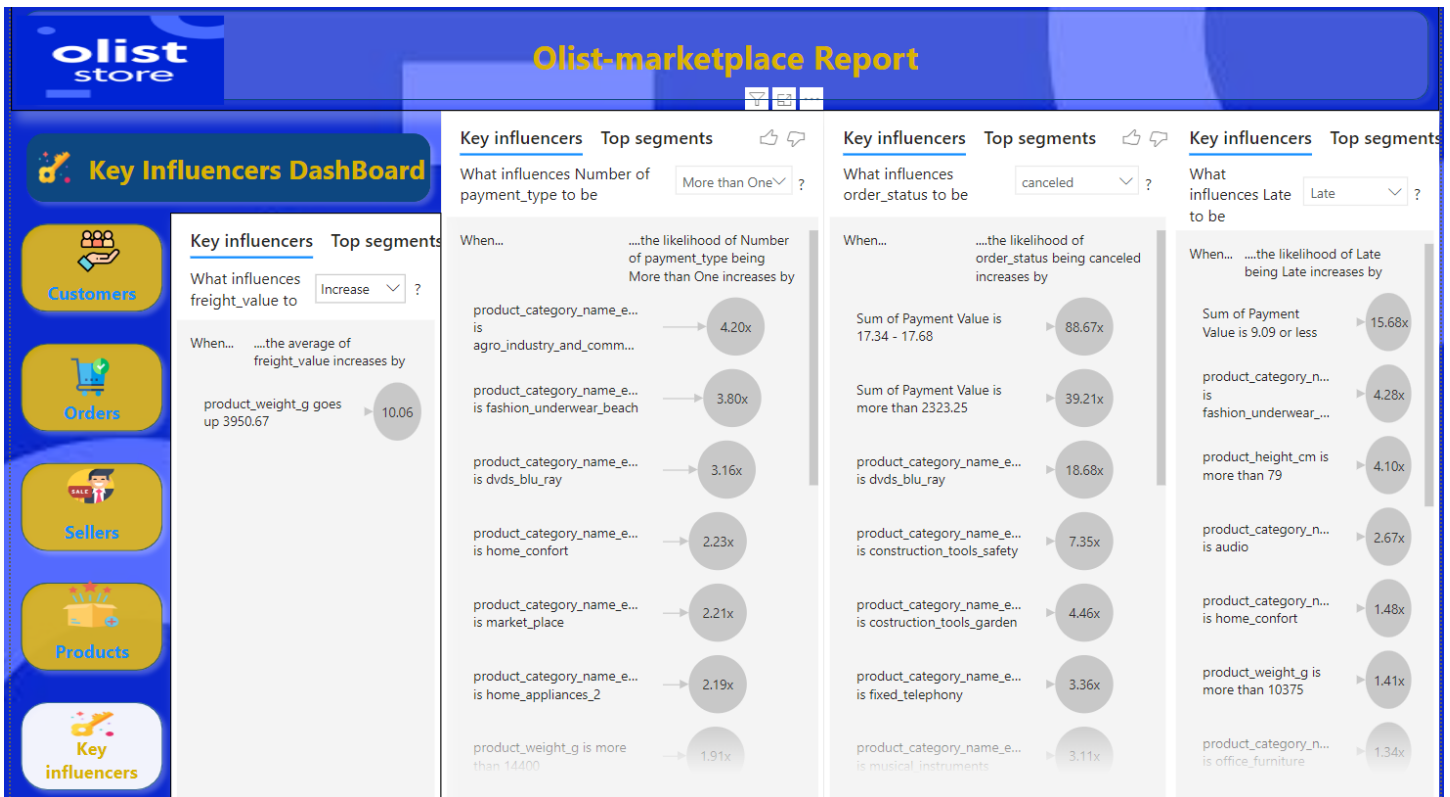 olist
store
Olist-marketplace Report
Key Influencers DashBoard
Customers
Orders
Sellers
Products
Key
influencers
Key influencers Top segments
What influences
freight_value to
Increase
?
When...
....the average of
freight_value increases by
product_weight_g goes
up 3950.67
10.06
Key influencers Top segments
What influences Number of
payment_type to be
More than One
?
When...
....the likelihood of Number
of payment_type being
More than One increases by
product_category_name_e...
is
agro_industry_and_comm...
4.20x
product_category_name_e...
is fashion_underwear_beach
3.80x
product_category_name_e...
is dvds_blu_ray
3.16x
product_category_name_e...
is home_confort
2.23x
product_category_name_e...
is market_place
2.21x
product_category_name_e...
is home_appliances_2
2.19x
product_weight_g is more
than 14400
1.91x
Key influencers Top segments
What influences
order_status to be
canceled
?
When...
....the likelihood of
order_status being canceled
increases by
Sum of Payment Value is
17.34 - 17.68
88.67x
Sum of Payment Value is
more than 2323.25
39.21x
product_category_name_e...
is dvds_blu_ray
18.68x
product_category_name_e...
is construction_tools_safety
7.35x
product_category_name_e...
is costruction_tools_garden
4.46x
product_category_name_e...
is fixed_telephony
3.36x
product_category_name_e...
is musical_instruments
3.11x
Key influencers Top segments
What
influences Late
to be
Late
?
When...
....the likelihood of Late
being Late increases by
Sum of Payment
Value is 9.09 or less
15.68x
product_category_n...
is
fashion_underwear_...
4.28x
product_height_cm is
more than 79
4.10x
product_category_n...
is audio
2.67x
product_category_n...
is home_confort
1.48x
product_weight_g is
more than 10375
1.41x
product_category_n...
is office_furniture
1.34x